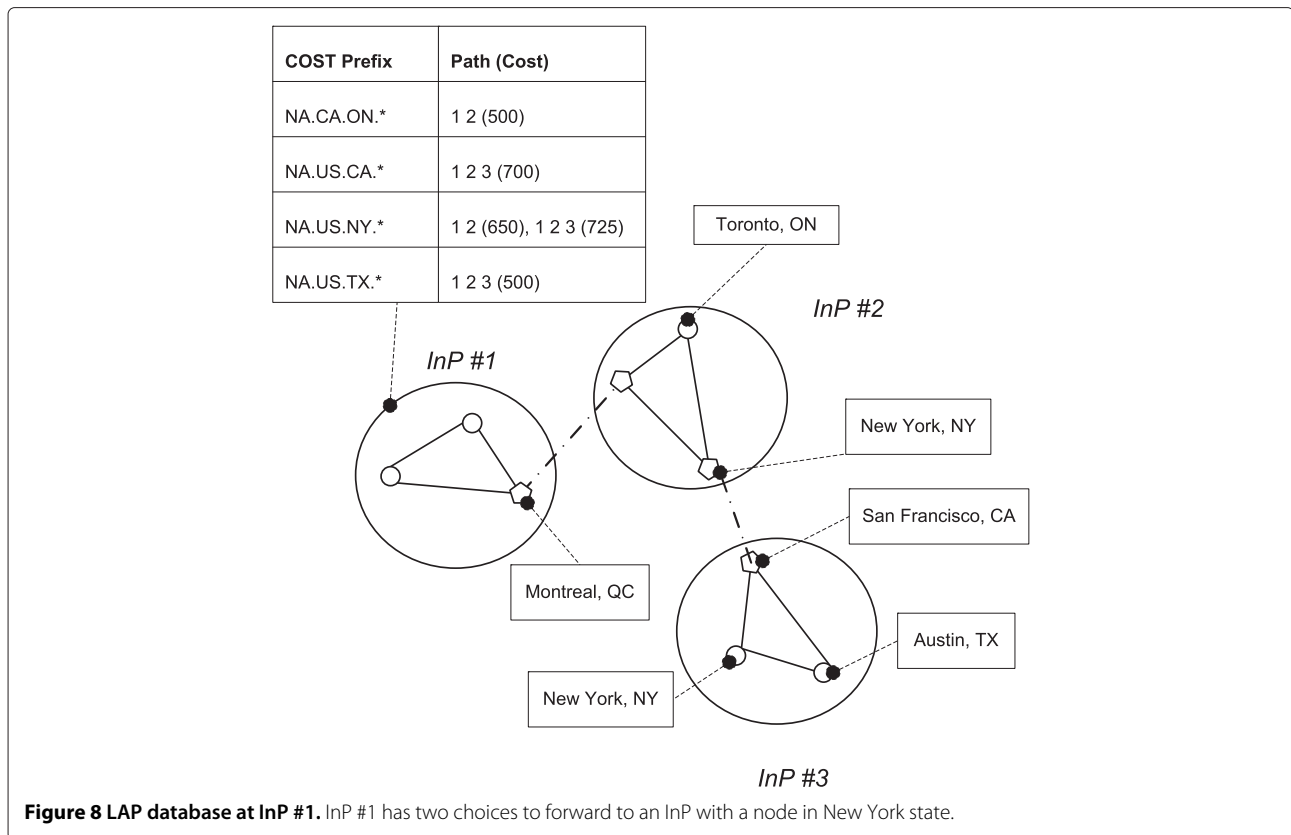 COST Prefix Path (Cost)
NA.CA.ON.* 1 2 (500)
NA.US.CA.* 1 2 3 (700)
NA.US.NY.* 1 2 (650), 1 2 3 (725)
NA.US.TX.* 1 2 3 (500)
Toronto, ON
InP #2
InP #1
New York, NY
San Francisco, CA
Montreal, QC
Austin, TX
New York, NY
InP #3
Figure 8 LAP database at InP #1. InP #1 has two choices to forward to an InP with a node in New York state.